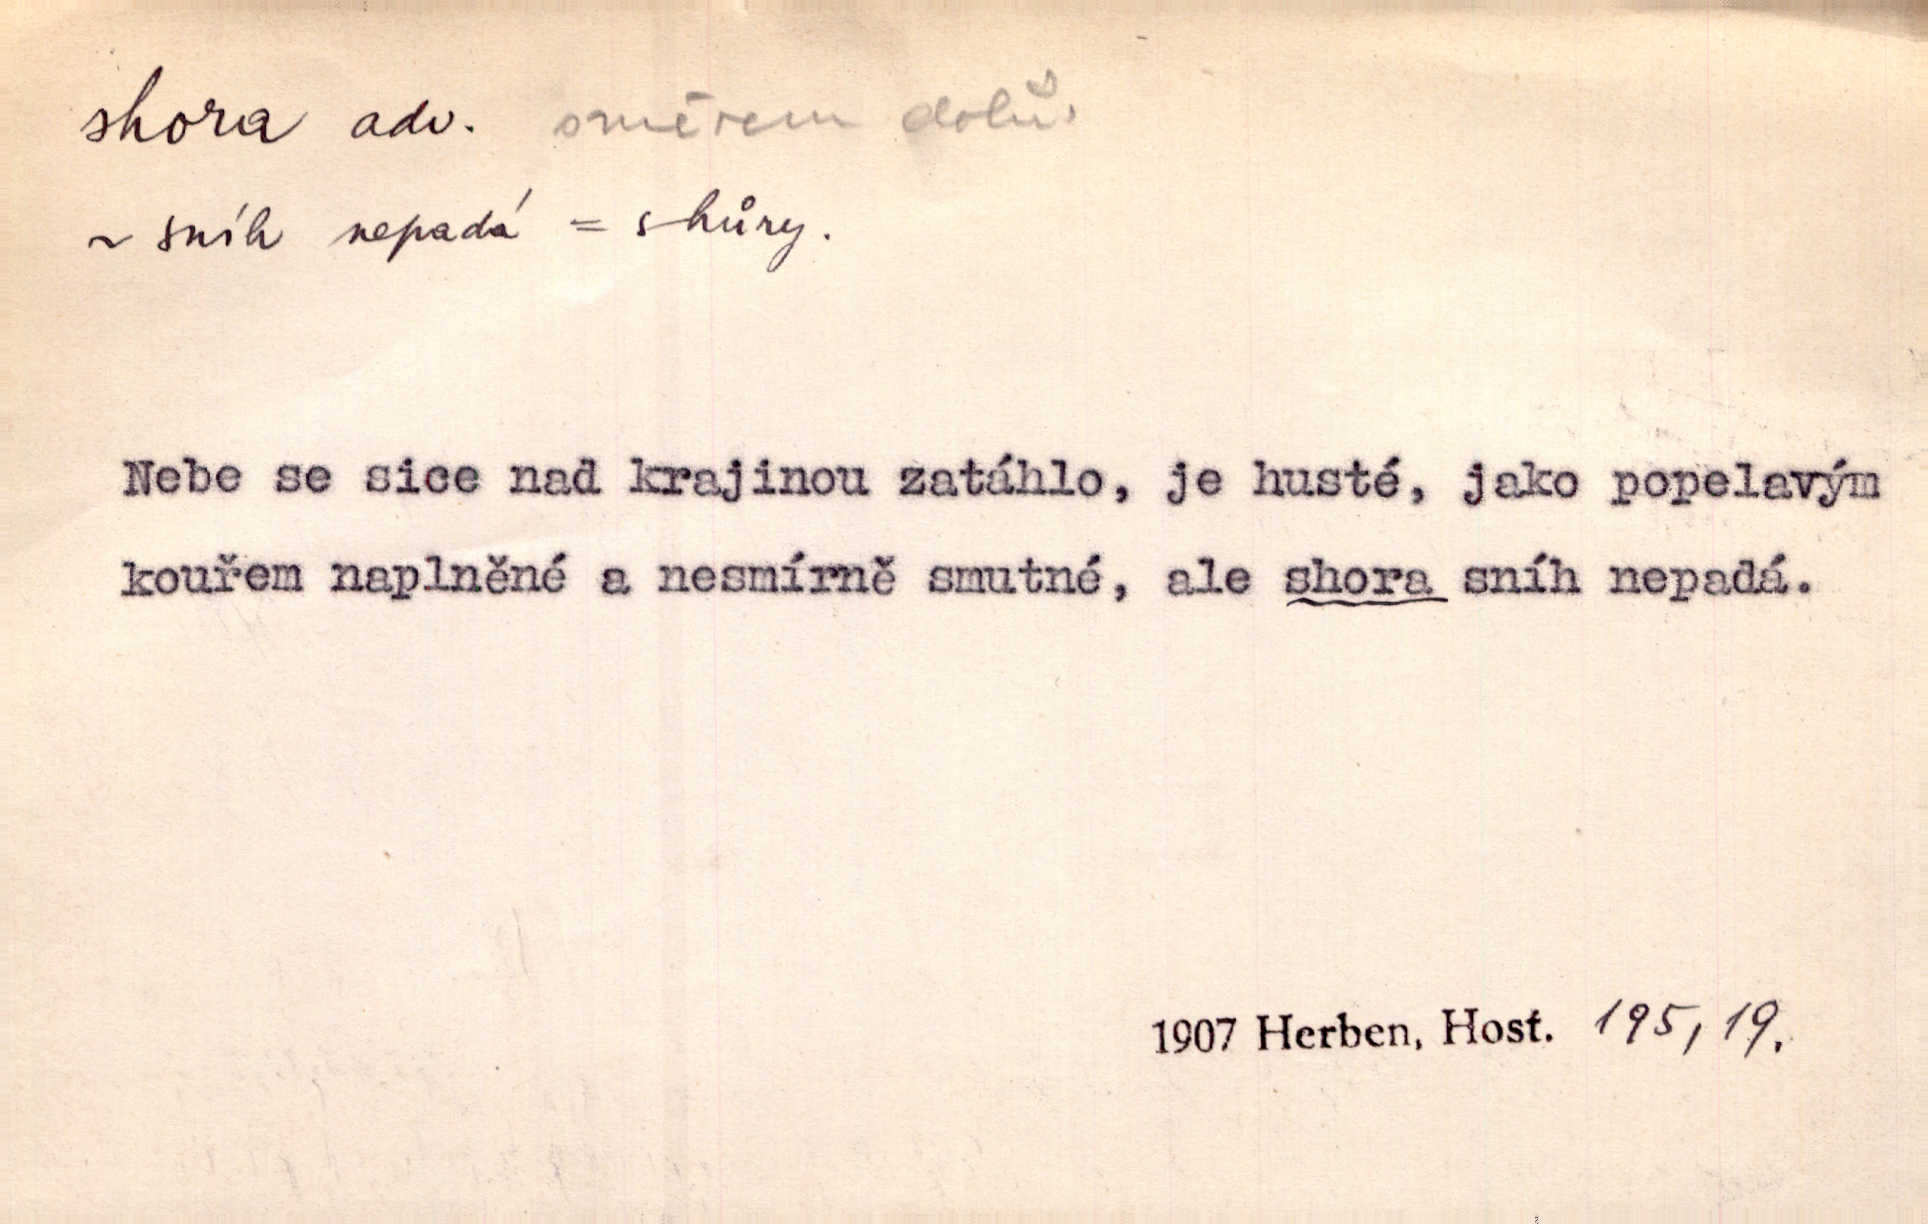 shora adv. směrem dolů.
~ sníh nepadá = shůry.
Nebe se sice nad krajinou zatáhlo, je husté, jako popelavým
kouřem naplněné a nesmírně smutné, ale shora sníh nepadá.
1907 Herben, Host. 195, 19.